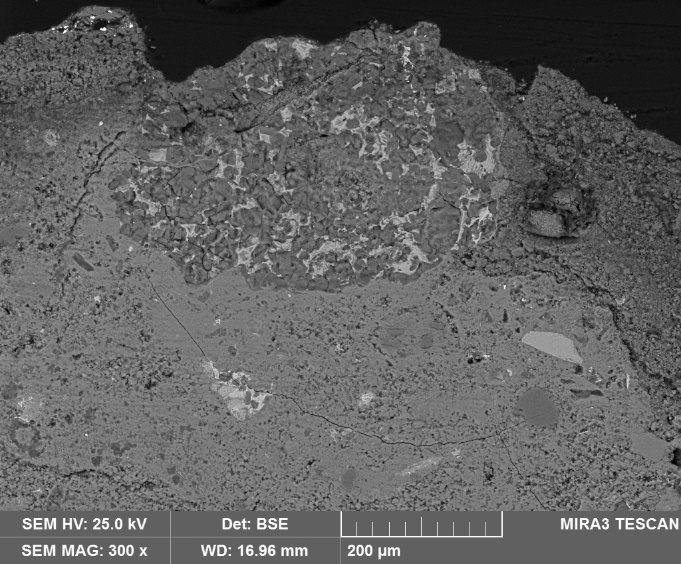 SEM HV: 25.0 kV Det: BSE MIRA3 TESCAN
SEM MAG: 300 x WD: 16.96 mm 200 µm